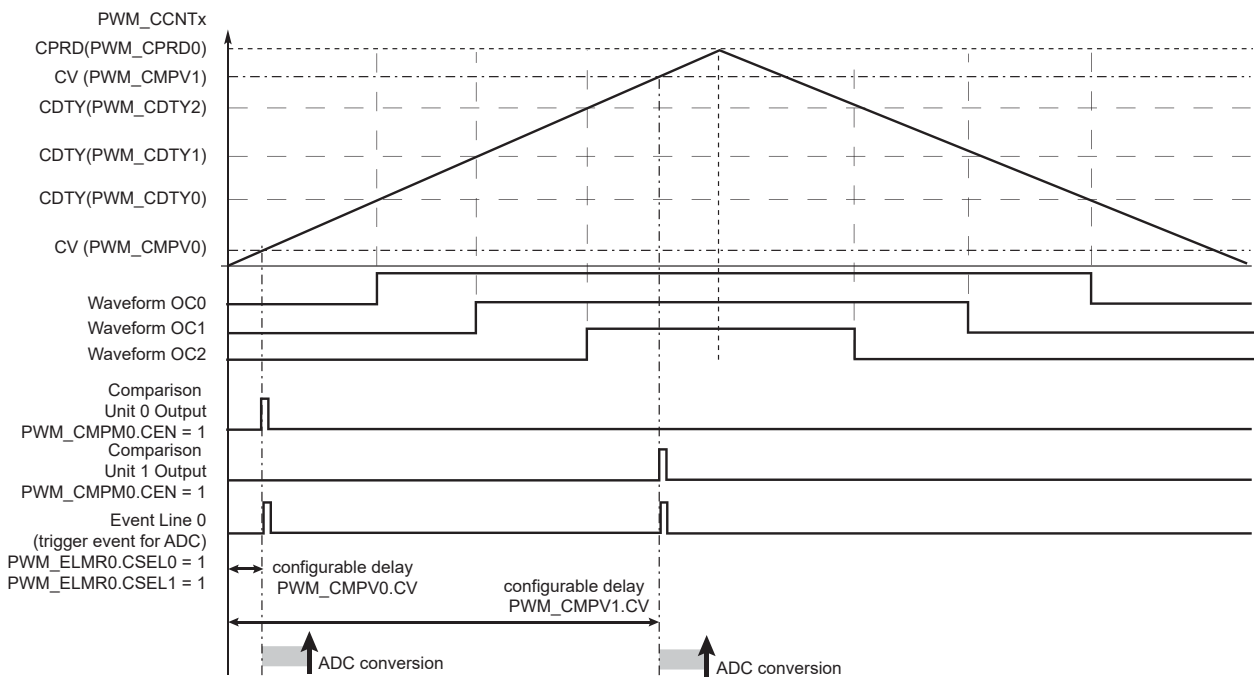 PWM_CCNTx
CPRD(PWM_CPRD0)
CV (PWM_CMPV1)
CDTY(PWM_CDTY2)
CDTY(PWM_CDTY1)
CDTY(PWM_CDTY0)
CV (PWM_CMPV0)
Waveform OC0
Waveform OC1
Waveform OC2
Comparison
Unit 0 Output
PWM_CMPM0.CEN = 1
Comparison
Unit 1 Output
PWM_CMPM0.CEN = 1
Event Line 0
(trigger event for ADC)
PWM_ELMR0.CSEL0 = 1
PWM_ELMR0.CSEL1 = 1
configurable delay
PWM_CMPV0.CV
configurable delay
PWM_CMPV1.CV
ADC conversion
ADC conversion